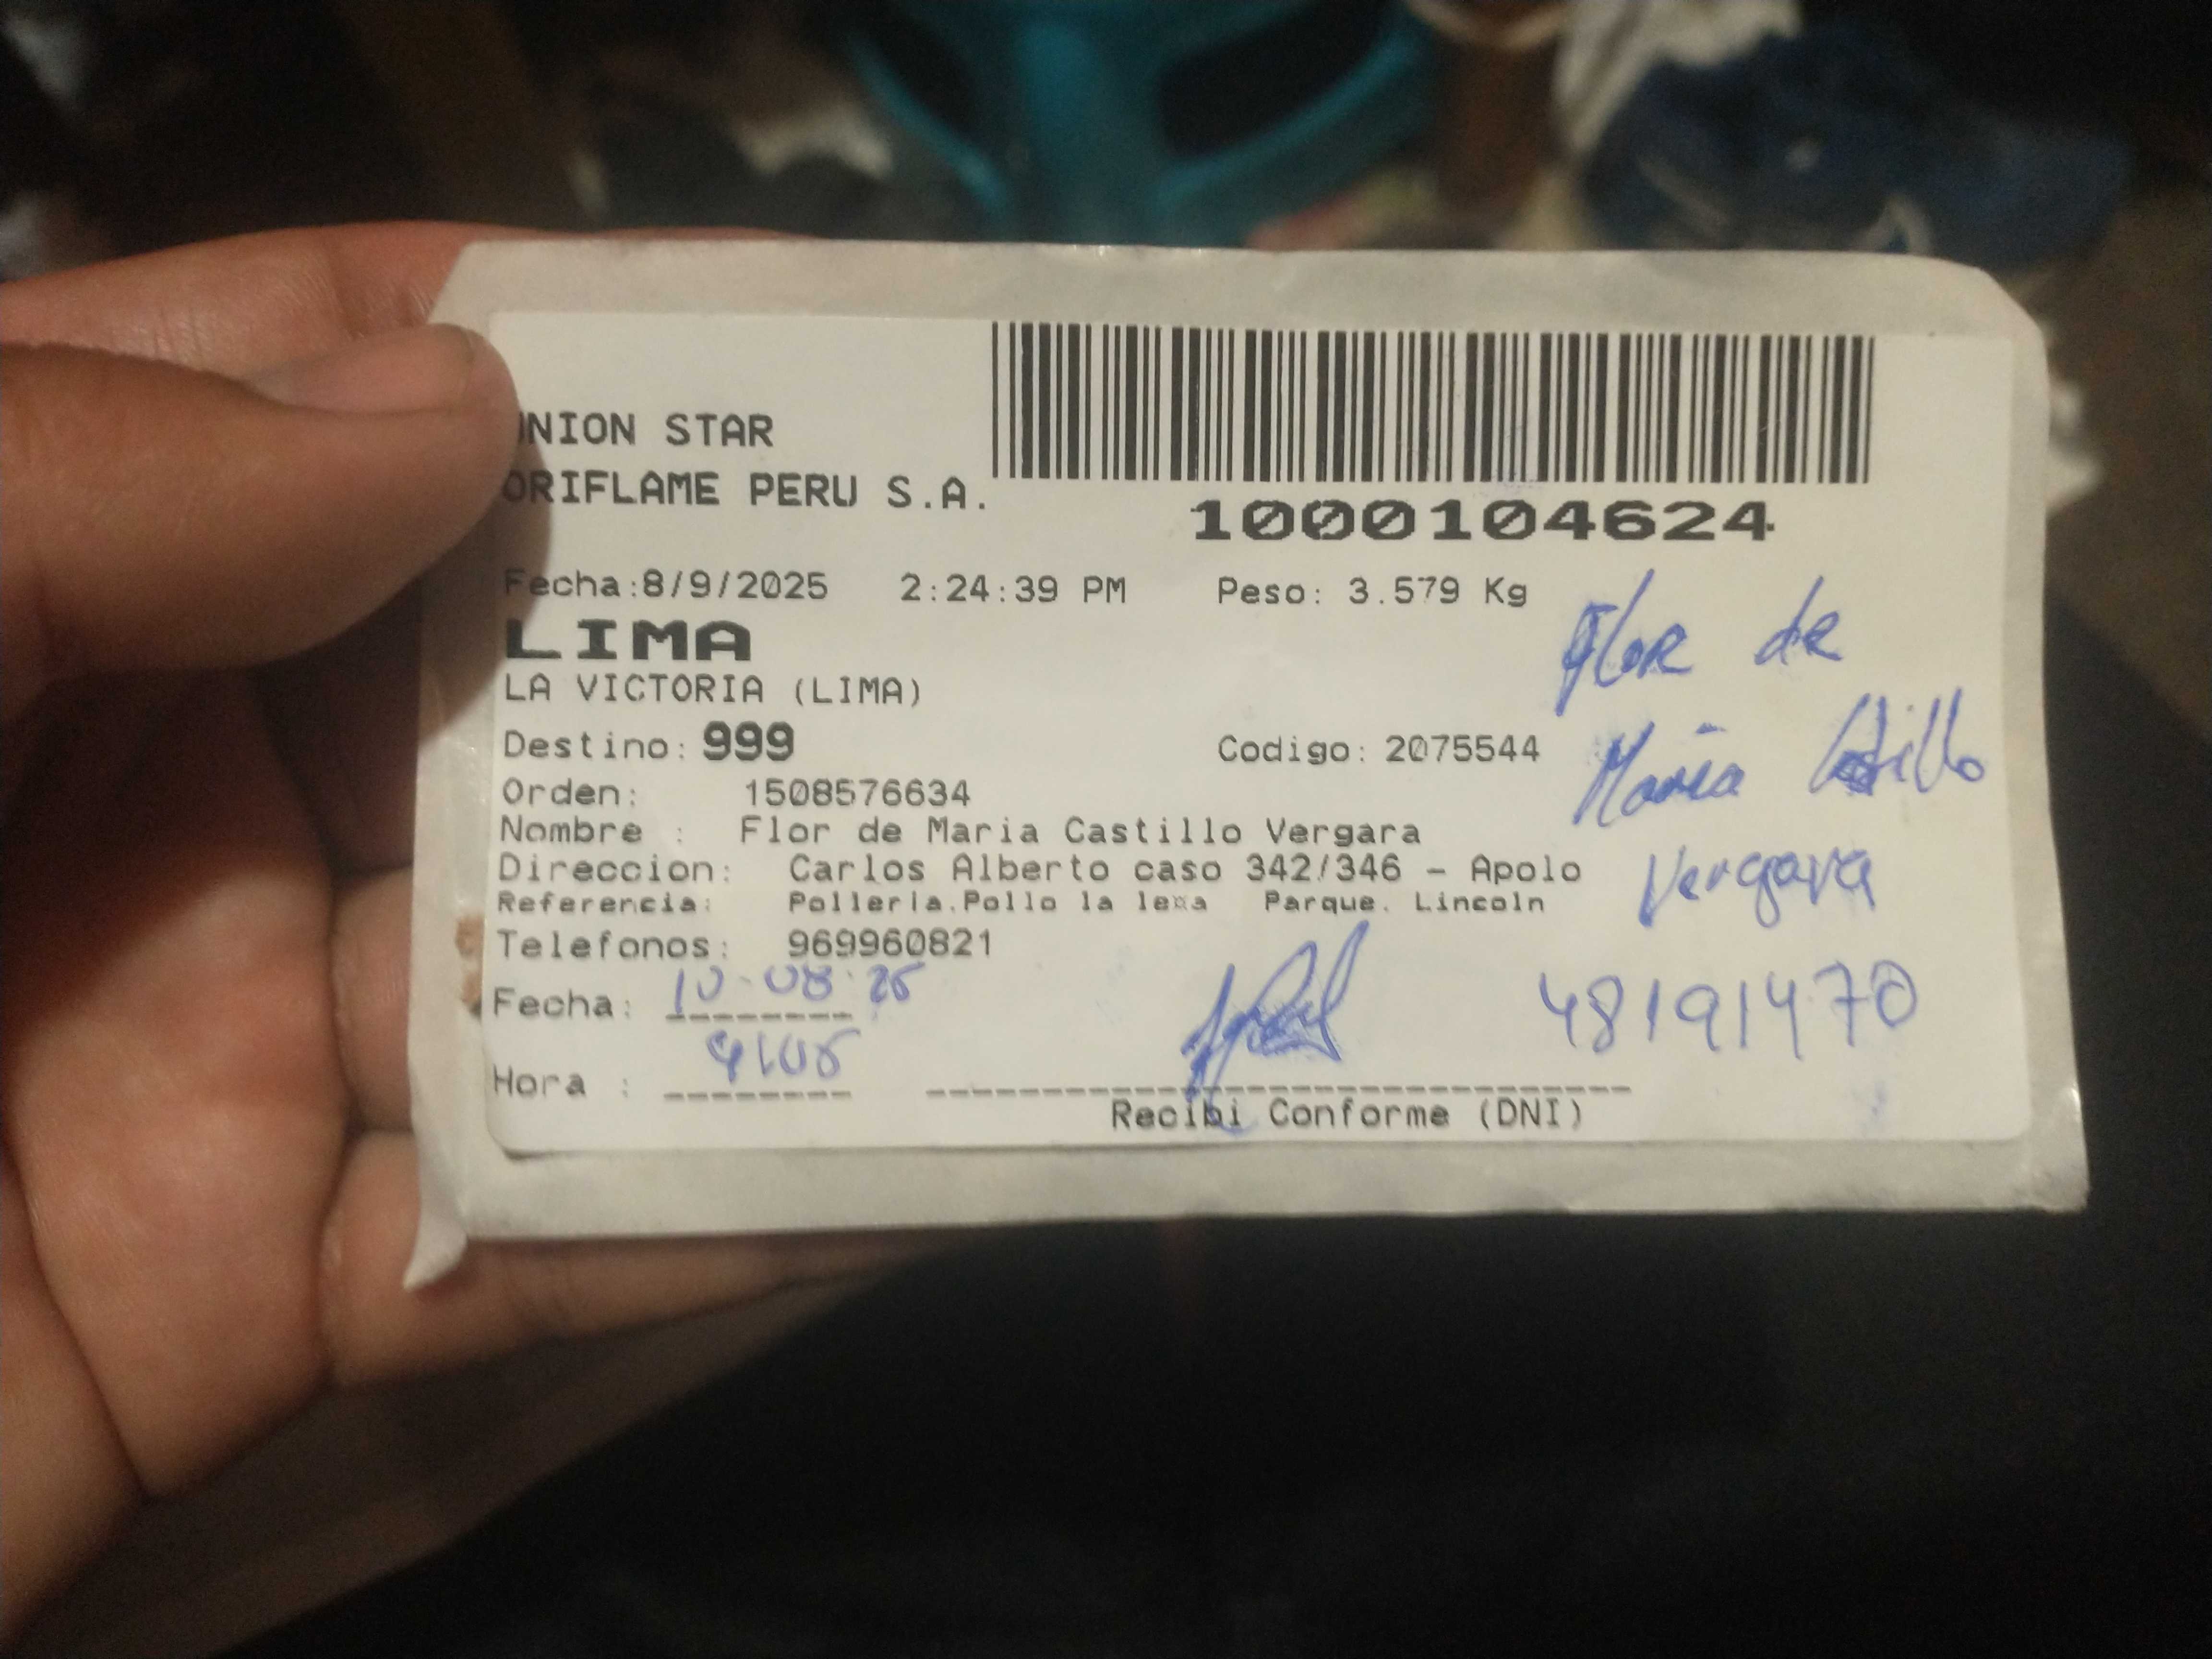 UNION STAR
ORIFLAME PERU S.A.
1000104624
Fecha:8/9/2025 2:24:39 PM Peso: 3.579 Kg
LIMA
LA VICTORIA (LIMA)
Destino: 999 Codigo: 2075544
Orden: 1508576634
Nombre : Flor de Maria Castillo Vergara
Direccion: Carlos Alberto caso 342/346 - Apolo
Referencia: Polleria.Pollo la Parque. Lincoln
Telefonos: 969960821
Fecha: 10-08-25
Hora :
Recibi Conforme (DNI)
Flor de
Maria Castillo
Vergara
48191470